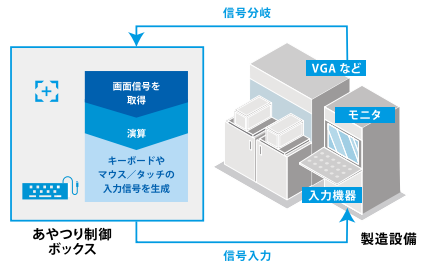 信号分岐
画面信号を
取得
演算
キーボードや
マウス／タッチの
入力信号を生成
あやつり制御
ボックス
VGA など
モニタ
入力機器
製造設備
信号入力